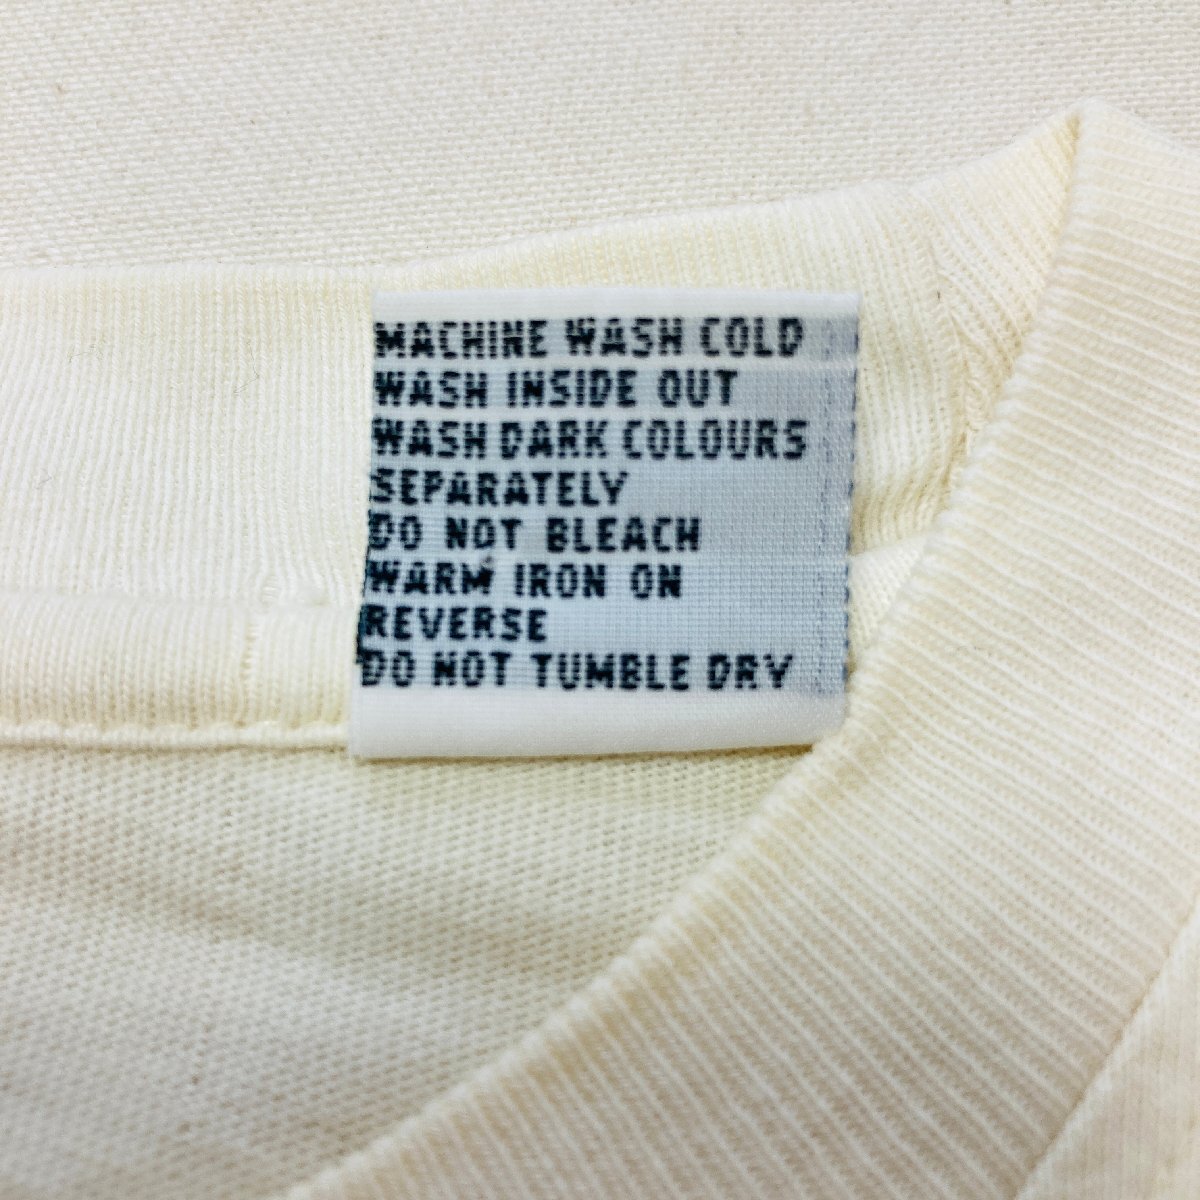 MACHINE WASH COLD
WASH INSIDE OUT
WASH DARK COLOURS
SEPARATELY
DO NOT BLEACH
WARM IRON ON
REVERSE
DO NOT TUMBLE DRY